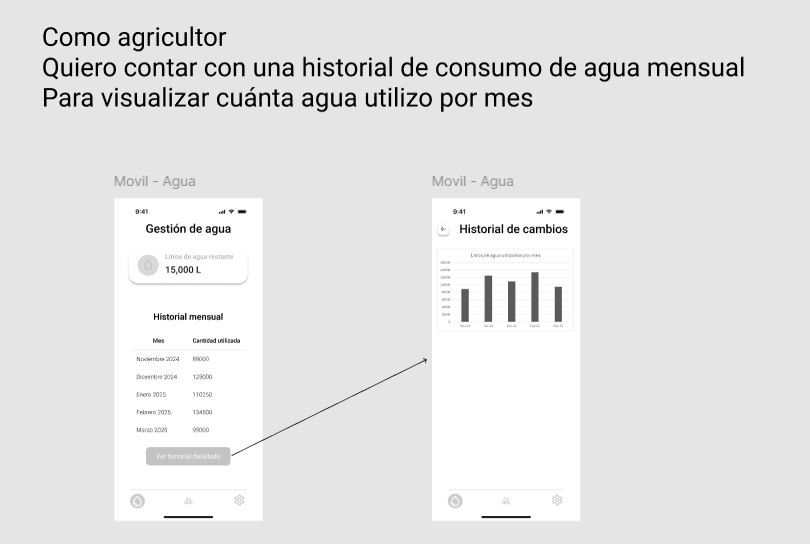 Como agricultor
Quiero contar con una historial de consumo de agua mensual
Para visualizar cuánta agua utilizo por mes
Movil - Agua
9:41
Gestión de agua
Litros de agua restante
15,000 L
Historial mensual
Mes Cantidad utilizada
Noviembre 2024 89000
Diciembre 2024 125000
Enero 2025 110250
Febrero 2025 134500
Marzo 2025 95000
Ver historial detallado
Movil - Agua
9:41
Historial de cambios
Litros de agua utilizados por mes